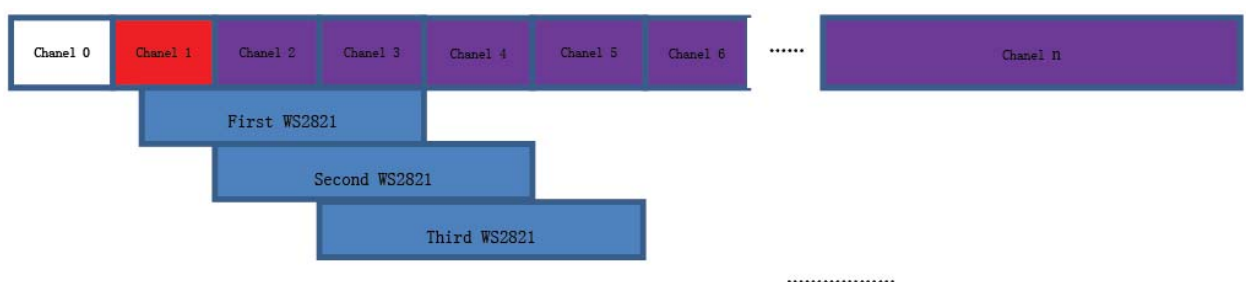 Chanel 0 Chanel 1 Chanel 2 Chanel 3 Chanel 4 Chanel 5 Chanel 6 ...... Chanel n
First WS2821
Second WS2821
Third WS2821
..................